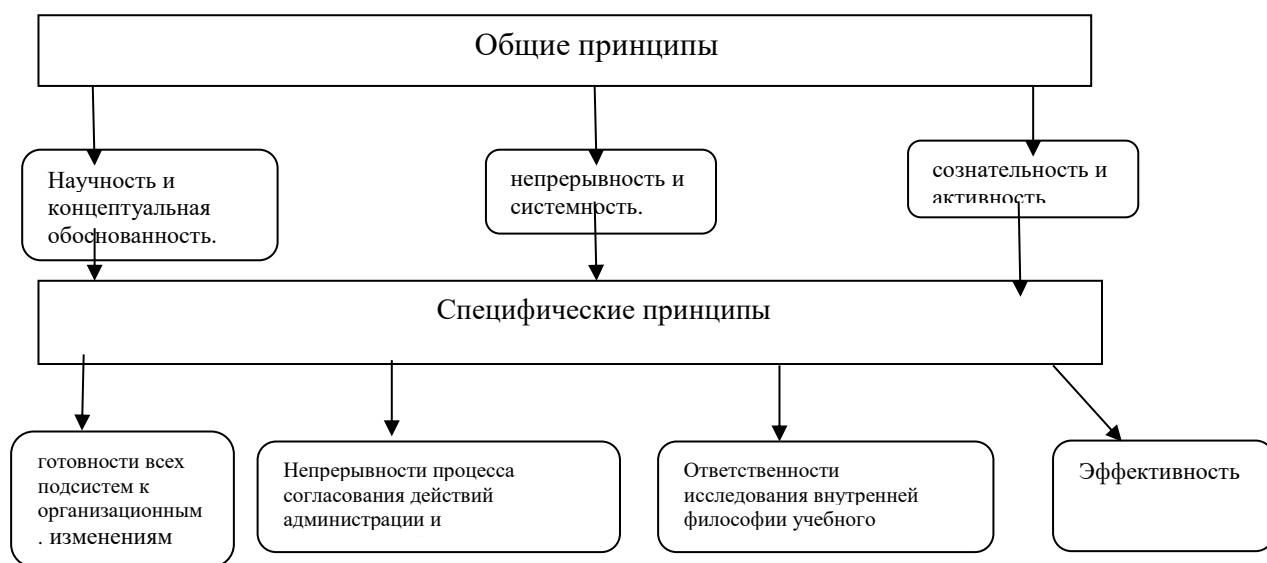 Общие принципы
Научность и
концептуальная
обоснованность.
непрерывность и
системность.
сознательность и
активность
Специфические принципы
готовности всех
подсистем к
организационным
. изменениям
Непрерывности процесса
согласования действий
администрации и
Ответственности
исследования внутренней
философии учебного
Эффективность